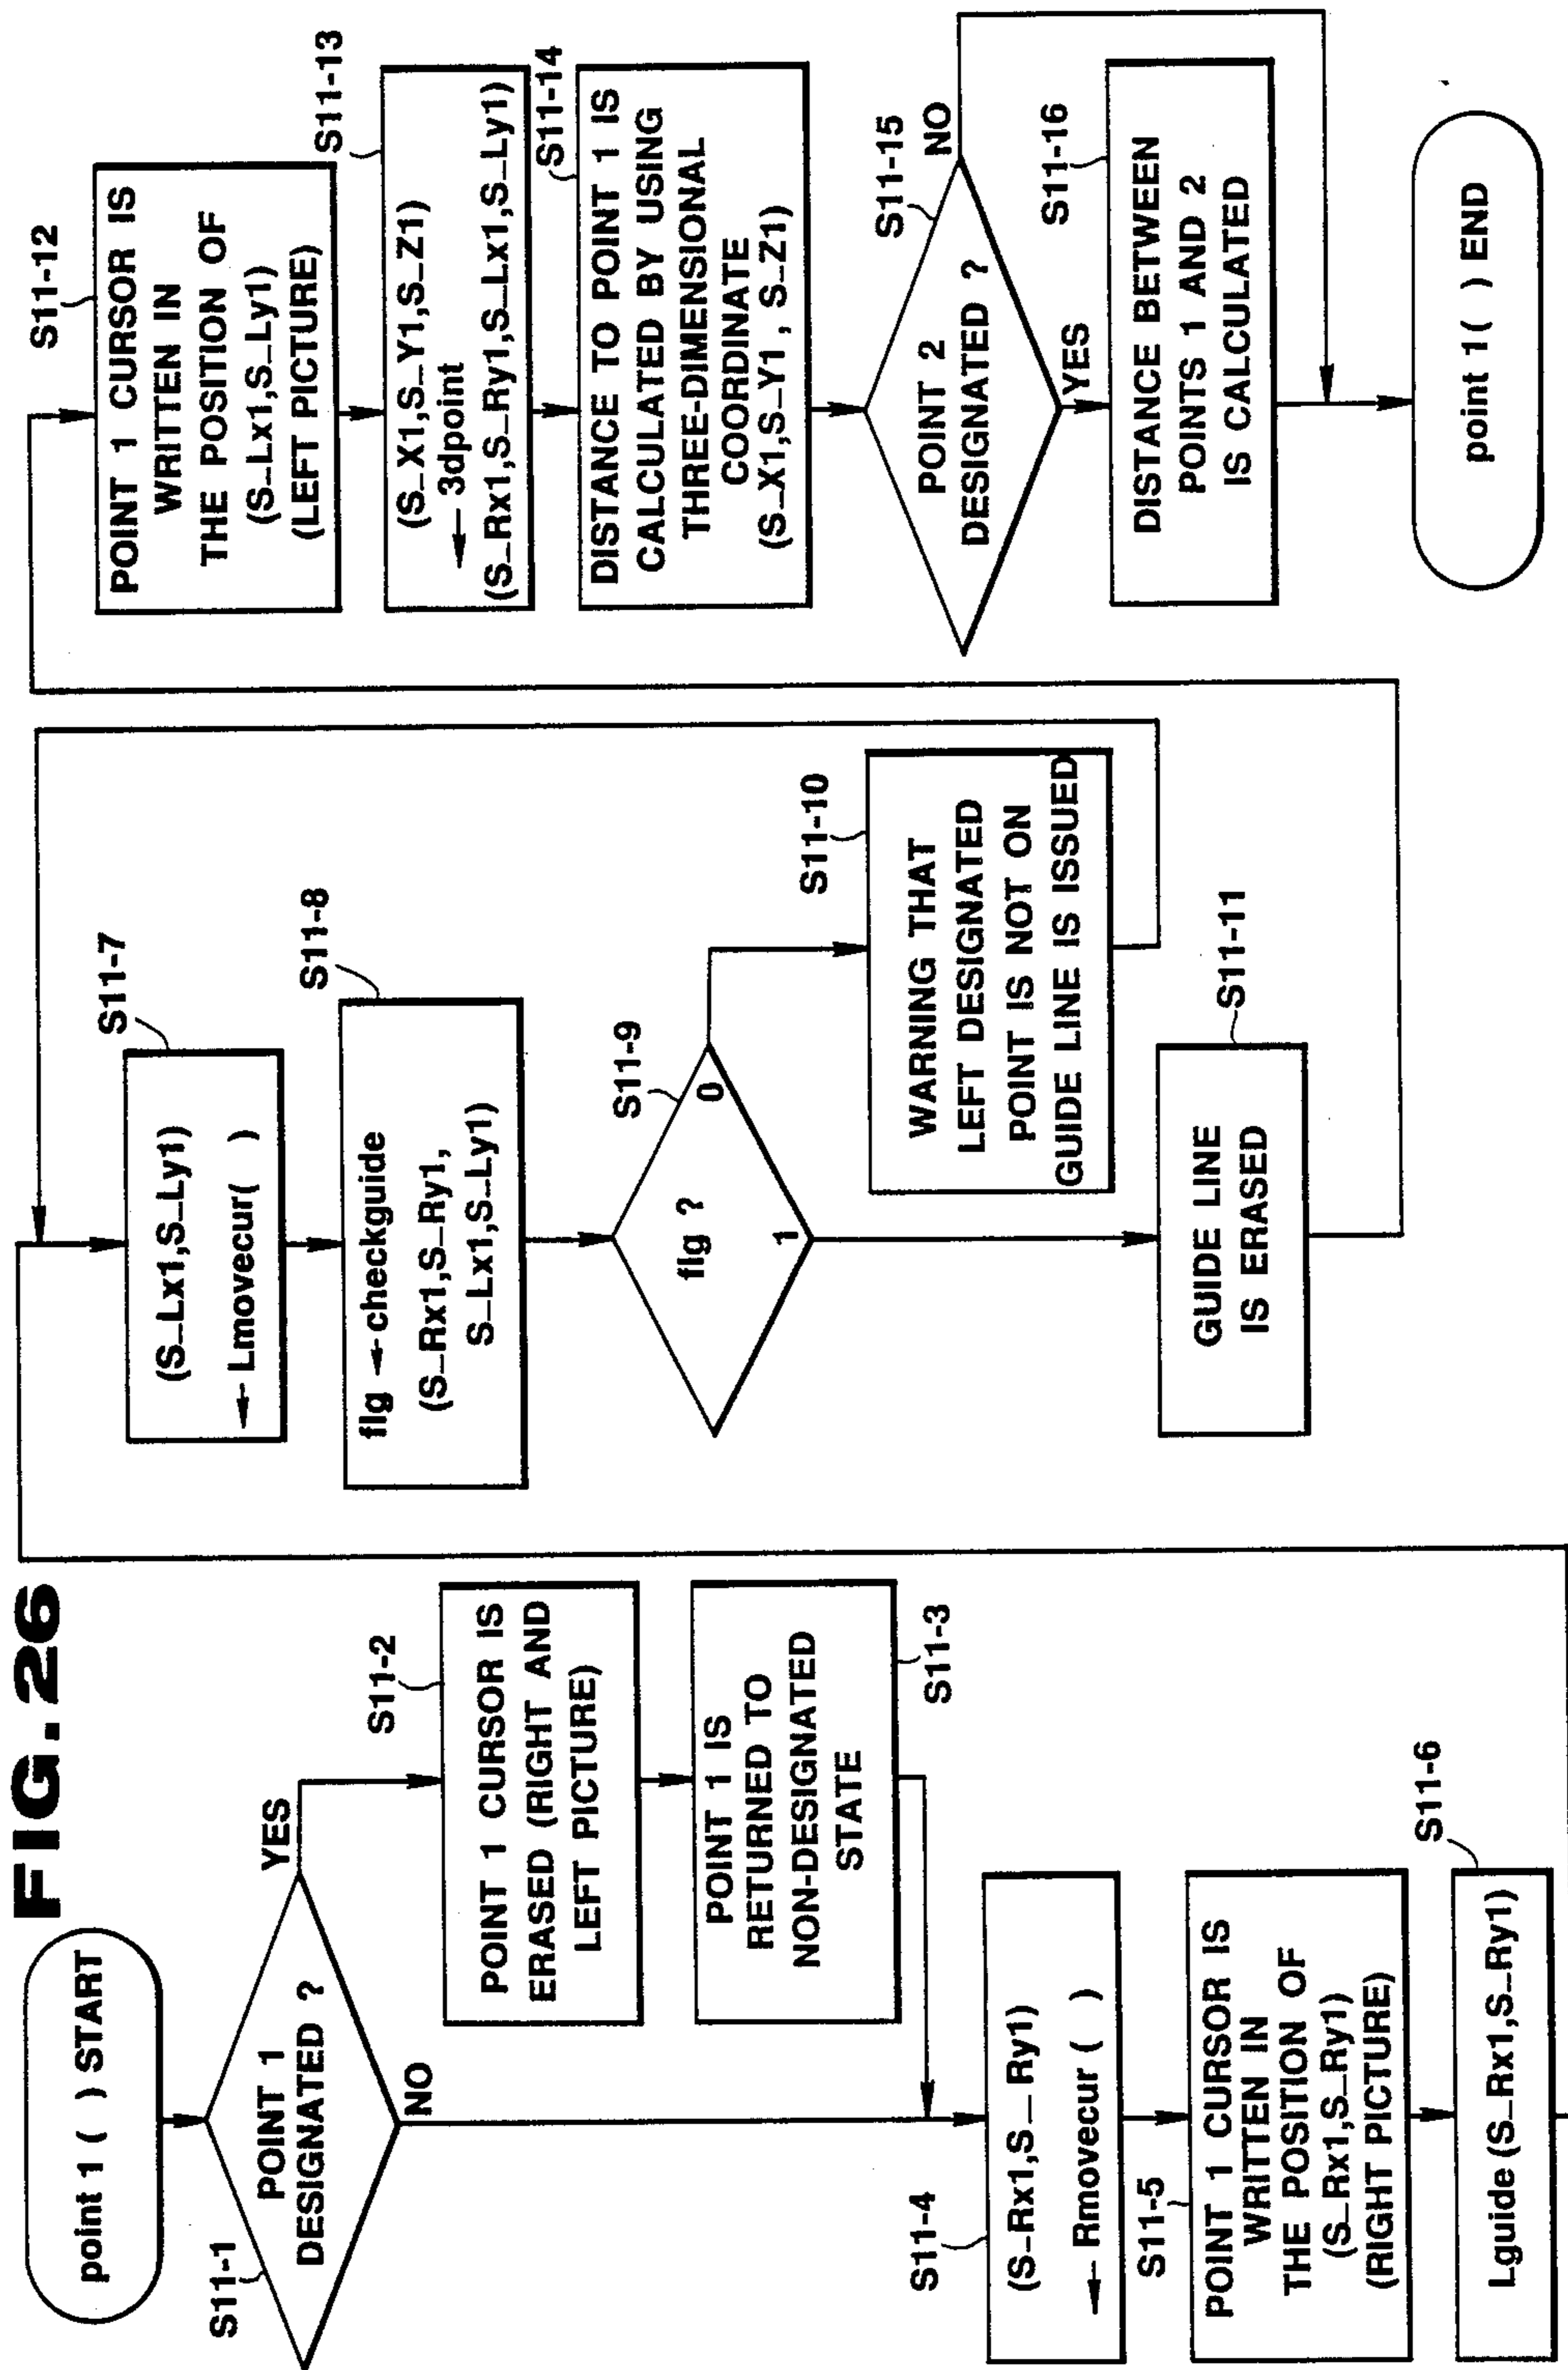 FIG.26
point 1 ( ) START
S11-1
POINT 1
DESIGNATED ?
YES
NO
S11-2
POINT 1 CURSOR IS
ERASED (RIGHT AND
LEFT PICTURE)
POINT 1 IS
RETURNED TO
NON-DESIGNATED
STATE
S11-3
S11-4
(S_Rx1,S_Ry1)
← Rmovecur ( )
S11-5
POINT 1 CURSOR IS
WRITTEN IN
THE POSITION OF
(S_Rx1,S_Ry1)
(RIGHT PICTURE)
S11-6
Lguide (S_Rx1,S_Ry1)
S11-7
(S_Lx1,S_Ly1)
← Lmovecur( )
S11-8
flg ← checkguide
(S_Rx1,S_Ry1,
S_Lx1,S_Ly1)
S11-9
flg ?
0
1
S11-10
WARNING THAT
LEFT DESIGNATED
POINT IS NOT ON
GUIDE LINE IS ISSUED
S11-11
GUIDE LINE
IS ERASED
S11-12
POINT 1 CURSOR IS
WRITTEN IN
THE POSITION OF
(S_Lx1,S_Ly1)
(LEFT PICTURE)
S11-13
(S_X1,S_Y1,S_Z1)
← 3dpoint
(S_Rx1,S_Ry1,S_Lx1,S_Ly1)
S11-14
DISTANCE TO POINT 1 IS
CALCULATED BY USING
THREE-DIMENSIONAL
COORDINATE
(S_X1,S_Y1, S_Z1)
S11-15
POINT 2
DESIGNATED ?
NO
YES
S11-16
DISTANCE BETWEEN
POINTS 1 AND 2
IS CALCULATED
point 1( ) END